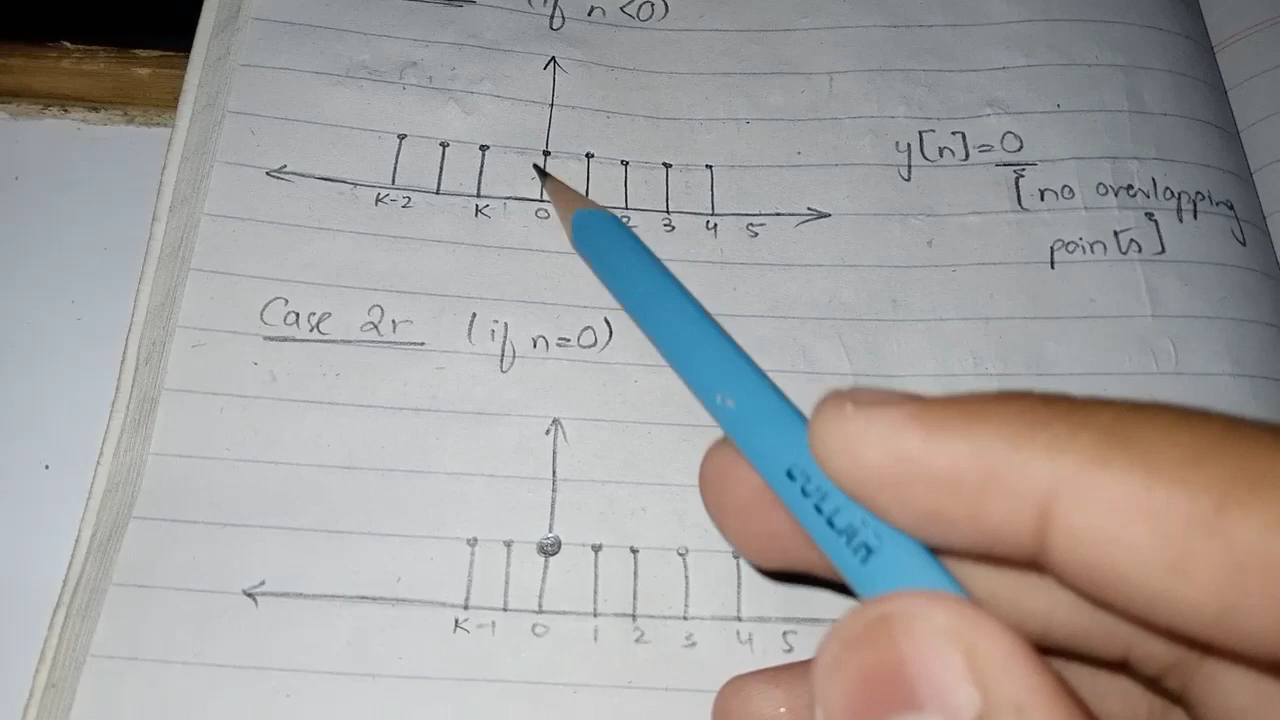 (if n<0)
y[n]=0
[no overlapping
points]
K-2 K 0 2 3 4 5
Case 2r (if n=0)
K-1 0 1 2 3 4 5